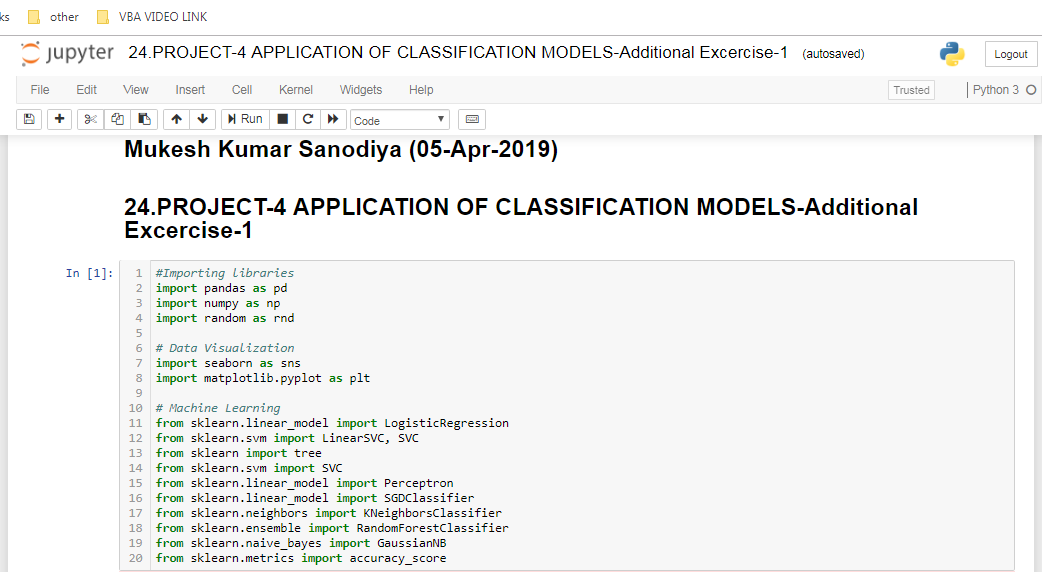 ks other VBA VIDEO LINK
jupyter 24.PROJECT-4 APPLICATION OF CLASSIFICATION MODELS-Additional Excercise-1 (autosaved) Logout
File Edit View Insert Cell Kernel Widgets Help Trusted Python 3
Run Code
Mukesh Kumar Sanodiya (05-Apr-2019)
24.PROJECT-4 APPLICATION OF CLASSIFICATION MODELS-Additional
Excercise-1
In [1]: 1 #Importing libraries
2 import pandas as pd
3 import numpy as np
4 import random as rnd
5
6 # Data Visualization
7 import seaborn as sns
8 import matplotlib.pyplot as plt
9
10 # Machine Learning
11 from sklearn.linear_model import LogisticRegression
12 from sklearn.svm import LinearSVC, SVC
13 from sklearn import tree
14 from sklearn.svm import SVC
15 from sklearn.linear_model import Perceptron
16 from sklearn.linear_model import SGDClassifier
17 from sklearn.neighbors import KNeighborsClassifier
18 from sklearn.ensemble import RandomForestClassifier
19 from sklearn.naive_bayes import GaussianNB
20 from sklearn.metrics import accuracy_score